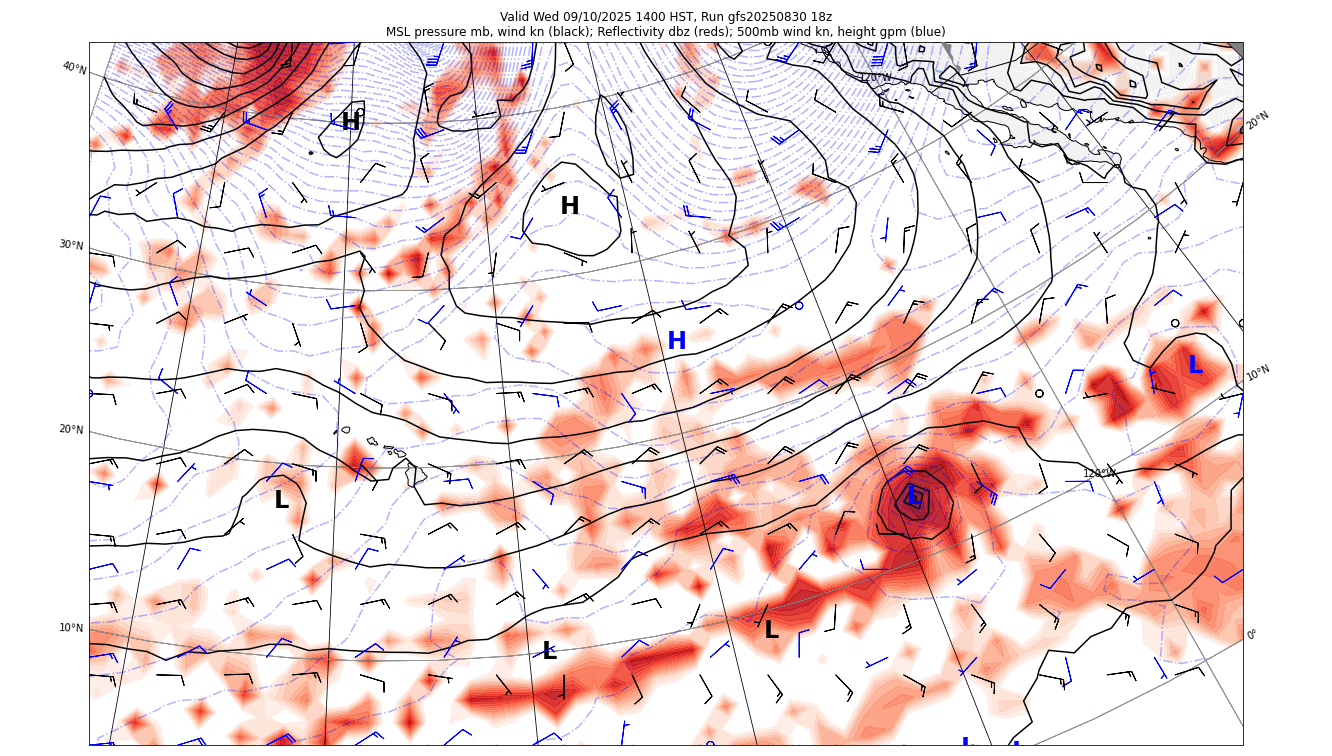 Valid Wed 09/10/2025 1400 HST, Run gfs20250830 18z
MSL pressure mb, wind kn (black); Reflectivity dbz (reds); 500mb wind kn, height gpm (blue)
40°N
120°W
20°N
H
H
30°N
H
L
10°N
20°N
120°W
L
L
10°N
L
L
0°
L
L